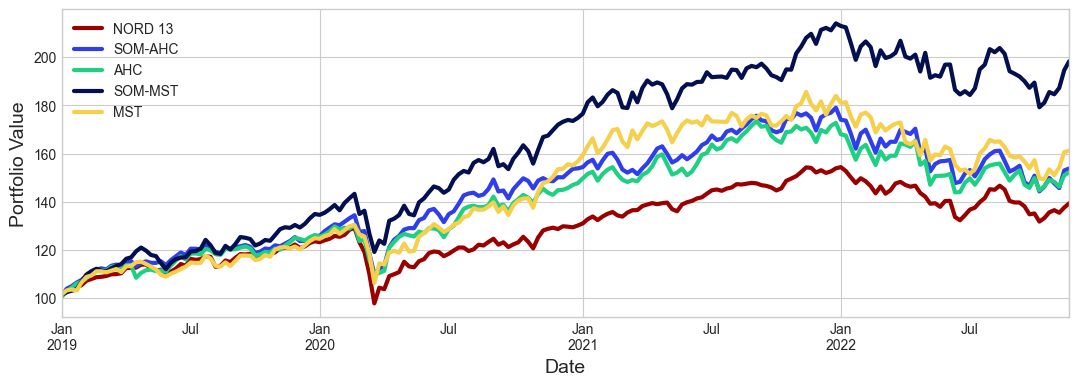 NORD 13
SOM-AHC
AHC
SOM-MST
MST
Portfolio Value
200
180
160
140
120
100
Jan Jul Jan Jul Jan Jul Jan Jul
2019 2020 2021 2022
Date